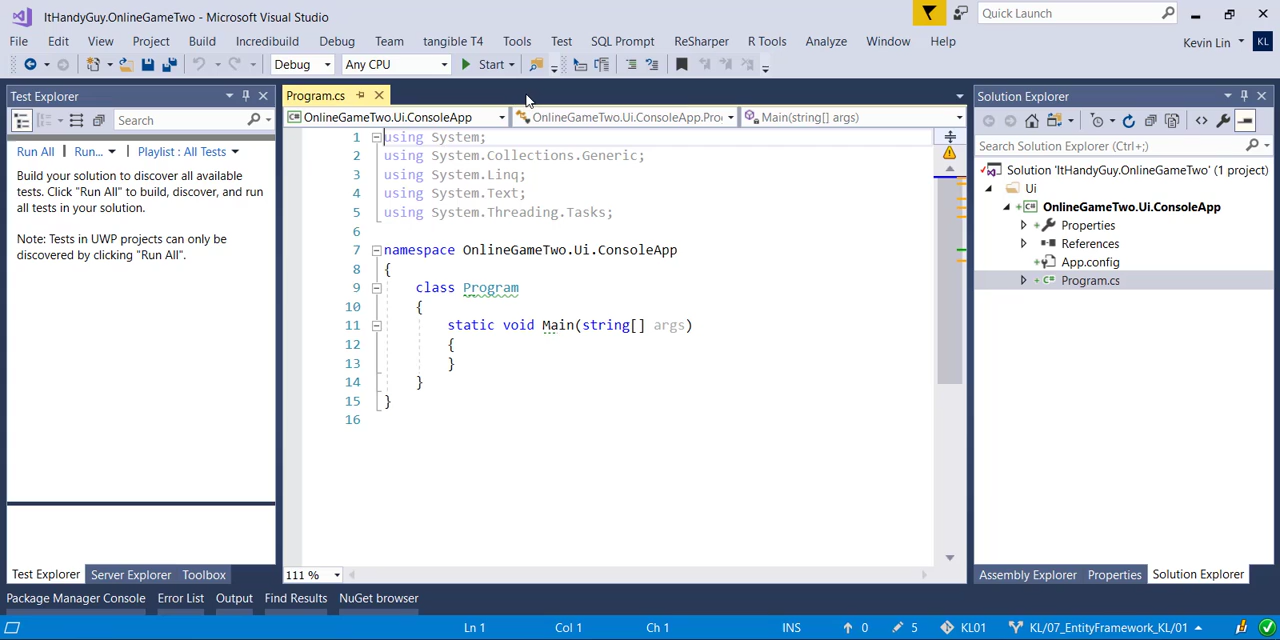 ItHandyGuy.OnlineGameTwo - Microsoft Visual Studio
Quick Launch
File Edit View Project Build Incredibuild Debug Team tangible T4 Tools Test SQL Prompt ReSharper R Tools Analyze Window Help
Kevin Lin KL
Debug Any CPU Start
Test Explorer
Search
Run All Run... Playlist : All Tests
Build your solution to discover all available
tests. Click "Run All" to build, discover, and run
all tests in your solution.
Note: Tests in UWP projects can only be
discovered by clicking "Run All".
Test Explorer Server Explorer Toolbox
Program.cs
OnlineGameTwo.Ui.ConsoleApp OnlineGameTwo.Ui.ConsoleApp.Pro Main(string[] args)
1 using System;
2 using System.Collections.Generic;
3 using System.Linq;
4 using System.Text;
5 using System.Threading.Tasks;
6
7 namespace OnlineGameTwo.Ui.ConsoleApp
8 {
9 class Program
10 {
11 static void Main(string[] args)
12 {
13 }
14 }
15 }
16
111 %
Solution Explorer
Search Solution Explorer (Ctrl+;)
Solution 'ItHandyGuy.OnlineGameTwo' (1 project)
Ui
OnlineGameTwo.Ui.ConsoleApp
Properties
References
App.config
Program.cs
Assembly Explorer Properties Solution Explorer
Package Manager Console Error List Output Find Results NuGet browser
Ln 1 Col 1 Ch 1 INS 0 5 KL01 KL/07_EntityFramework_KL/01